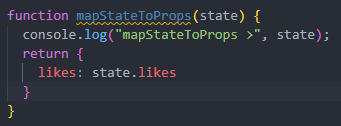 function mapStateToProps(state) {
  console.log("mapStateToProps >", state);
  return {
    likes: state.likes
  }
}